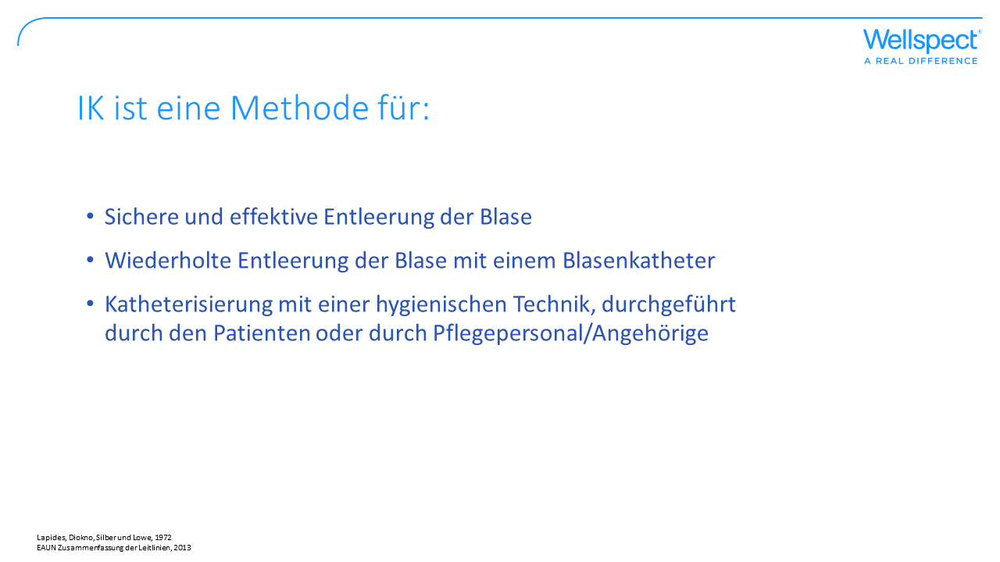 Wellspect®
A REAL DIFFERENCE
IK ist eine Methode für:
• Sichere und effektive Entleerung der Blase
• Wiederholte Entleerung der Blase mit einem Blasenkatheter
• Katheterisierung mit einer hygienischen Technik, durchgeführt
durch den Patienten oder durch Pflegepersonal/Angehörige
Lapides, Diokno, Silber und Lowe, 1972
EAUN Zusammenfassung der Leitlinien, 2013